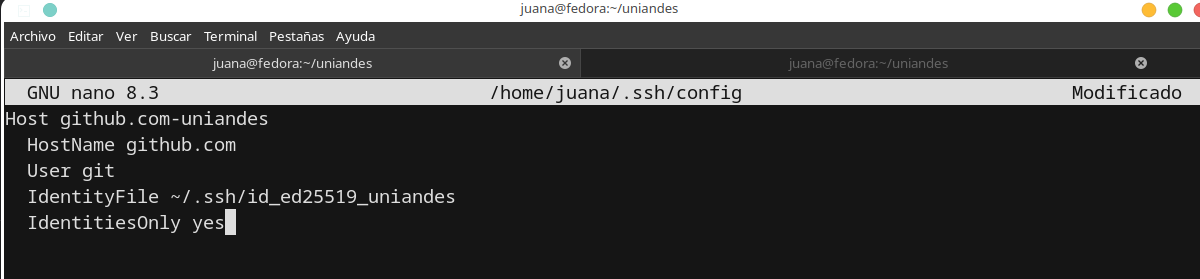 juana@fedora:~/uniandes
Archivo Editar Ver Buscar Terminal Pestañas Ayuda
juana@fedora:~/uniandes juana@fedora:~/uniandes
GNU nano 8.3 /home/juana/.ssh/config Modificado
Host github.com-uniandes
  HostName github.com
  User git
  IdentityFile ~/.ssh/id_ed25519_uniandes
  IdentitiesOnly yes